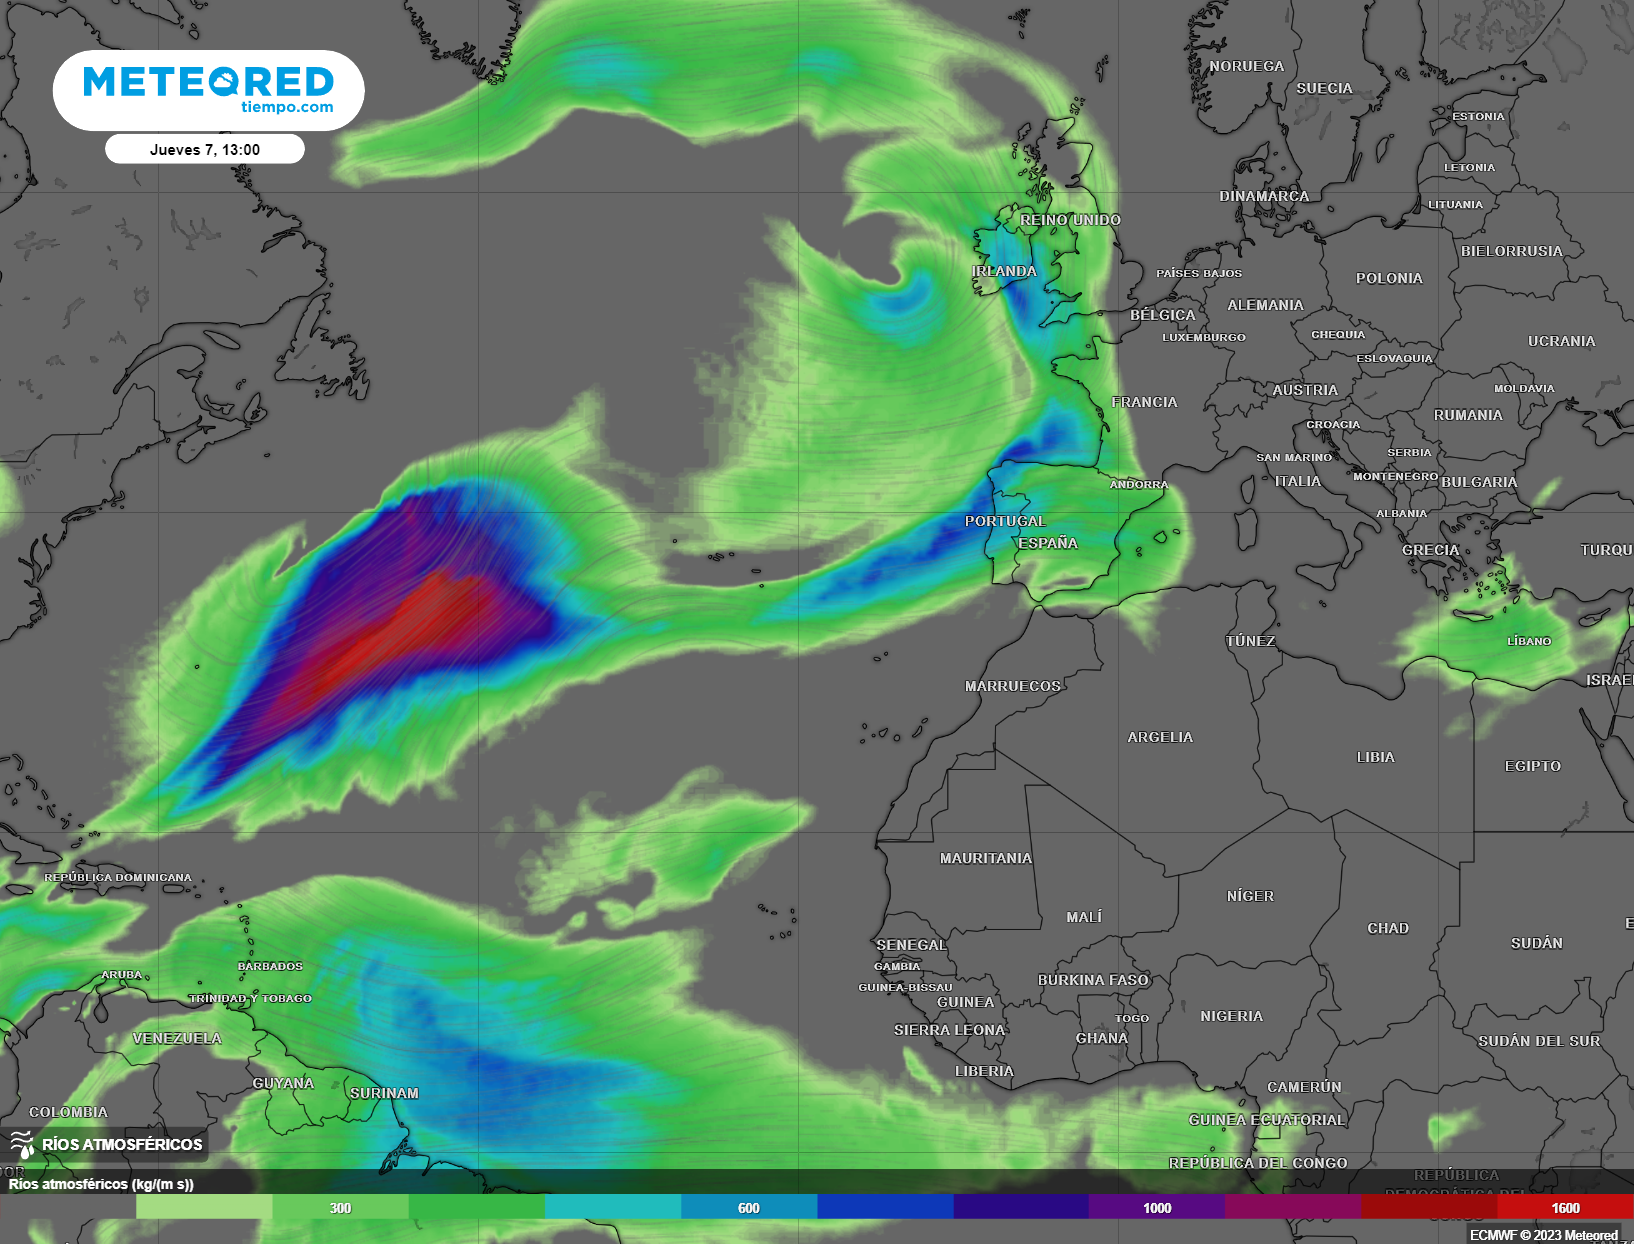 METEORED
tiempo.com
Jueves 7, 13:00
NORUEGA
SUECIA
ESTONIA
LETONIA
DINAMARCA
LITUANIA
REINO UNIDO
BIELORRUSIA
IRLANDA
PAÍSES BAJOS
POLONIA
ALEMANIA
BÉLGICA
LUXEMBURGO
CHEQUIA
UCRANIA
ESLOVAQUIA
AUSTRIA
MOLDAVIA
FRANCIA
RUMANIA
CROACIA
SERBIA
SAN MARINO
MONTENEGRO
ITALIA
BULGARIA
ANDORRA
ALBANIA
PORTUGAL
ESPAÑA
GRECIA
TURQU
TÚNEZ
LÍBANO
MARRUECOS
ISRAE
ARGELIA
LIBIA
EGIPTO
MAURITANIA
REPÚBLICA DOMINICANA
NÍGER
MALÍ
CHAD
SENEGAL
SUDÁN
GAMBIA
BARBADOS
ARUBA
BURKINA FASO
GUINEA-BISSAU
TRINIDAD Y TOBAGO
GUINEA
TOGO
NIGERIA
SIERRA LEONA
VENEZUELA
GHANA
SUDÁN DEL SUR
LIBERIA
GUYANA
CAMERÚN
SURINAM
COLOMBIA
GUINEA ECUATORIAL
RÍOS ATMOSFÉRICOS
REPÚBLICA DEL CONGO
REPÚBLICA
DEMOCRÁTICA DEL
CONGO
Ríos atmosféricos (kg/(m s))
300
600
1000
1600
ECMWF © 2023 Meteored